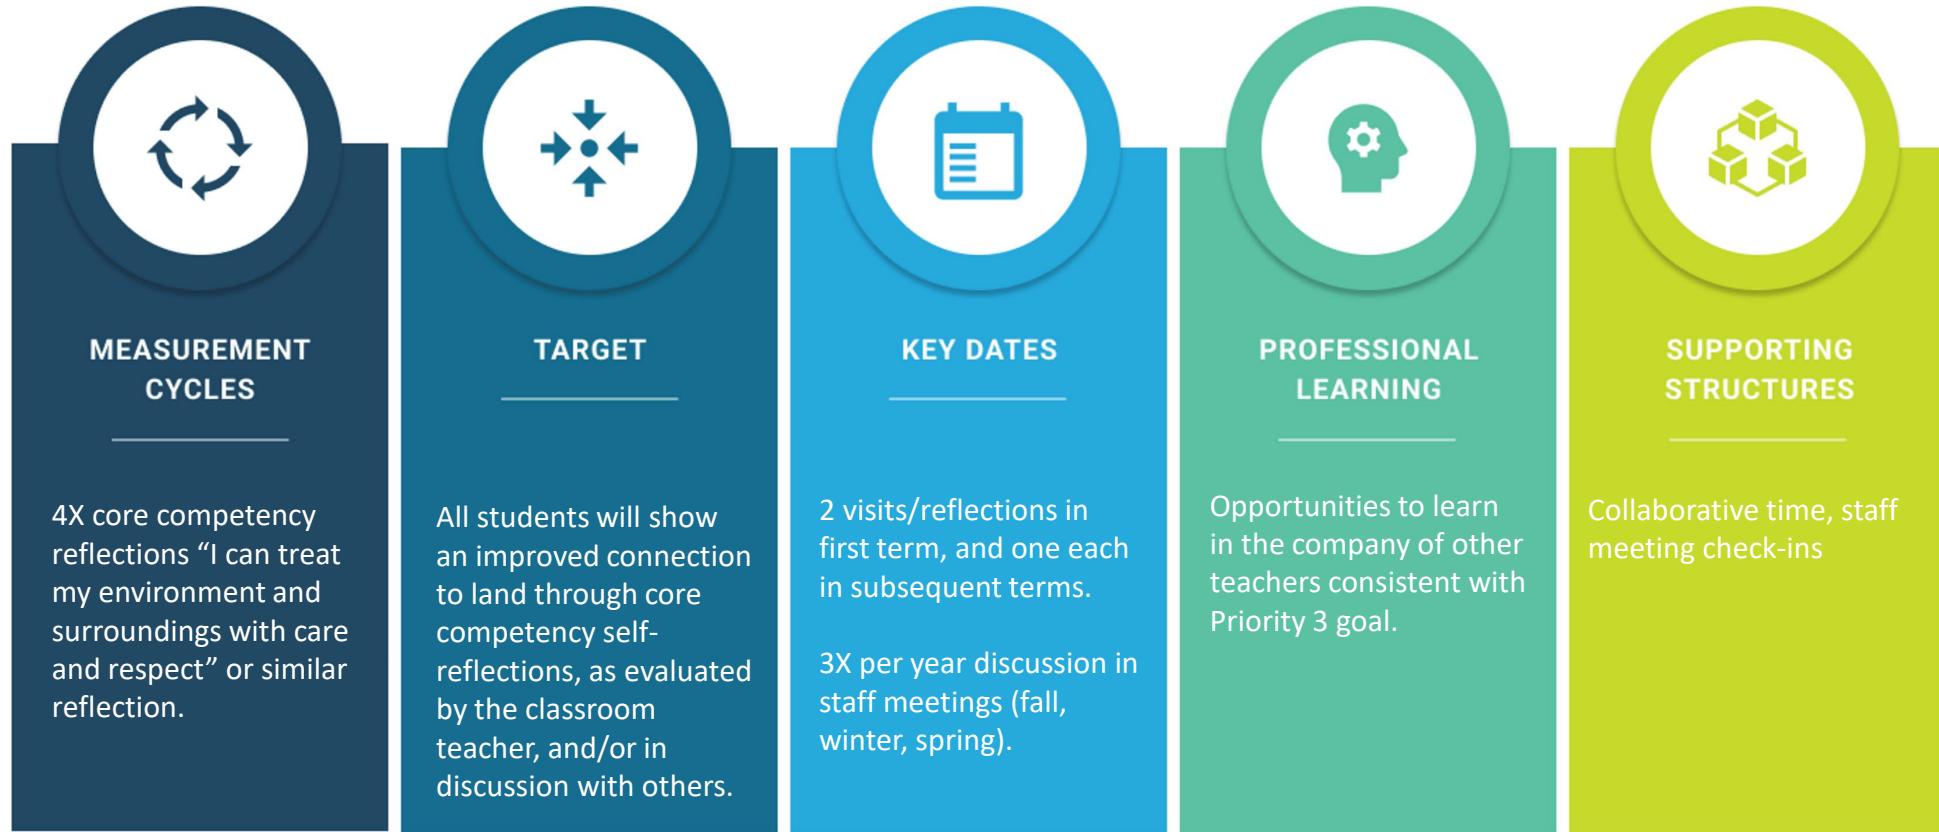 MEASUREMENT
CYCLES
4X core competency
reflections “I can treat
my environment and
surroundings with care
and respect” or similar
reflection.
TARGET
All students will show
an improved connection
to land through core
competency self-
reflections, as evaluated
by the classroom
teacher, and/or in
discussion with others.
KEY DATES
2 visits/reflections in
first term, and one each
in subsequent terms.
3X per year discussion in
staff meetings (fall,
winter, spring).
PROFESSIONAL
LEARNING
Opportunities to learn
in the company of other
teachers consistent with
Priority 3 goal.
SUPPORTING
STRUCTURES
Collaborative time, staff
meeting check-ins